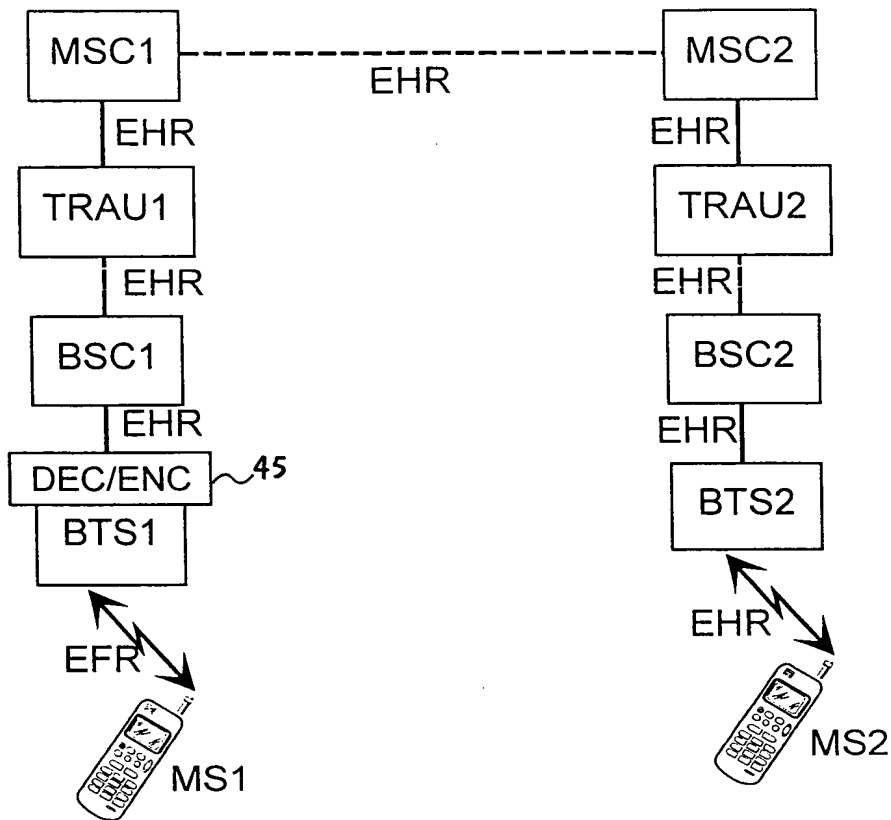 MSC1
MSC2
EHR
EHR
EHR
TRAU1
TRAU2
EHR
EHR
BSC1
BSC2
EHR
EHR
DEC/ENC
45
BTS1
BTS2
EFR
EHR
MS1
MS2